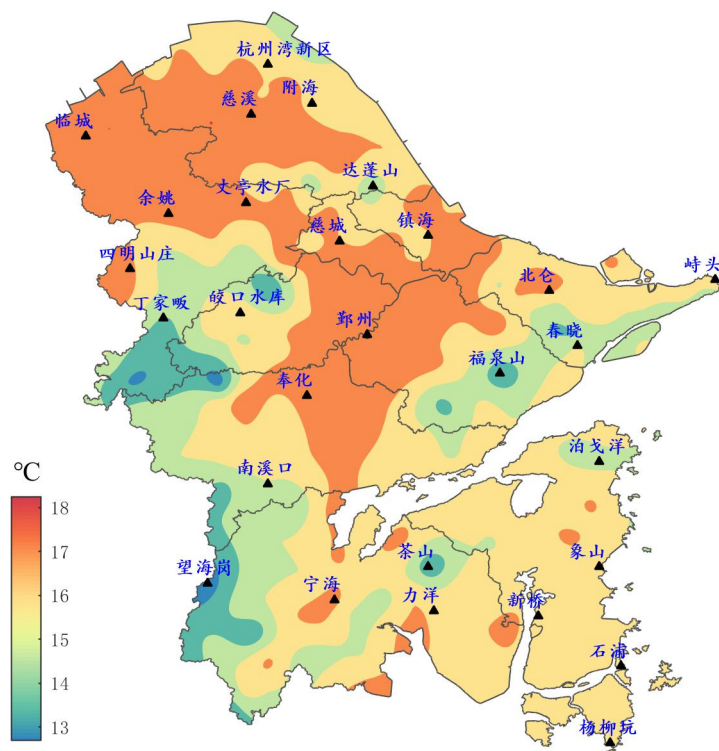 杭州湾新区
附海
慈溪
临城
达蓬山
丈亭水厂
余姚
镇海
慈城
四明山庄
峙头
北仑
丁家畈
皎口水库
鄞州
春晓
福泉山
奉化
泊戈洋
℃
南溪口
18
17
16
15
14
13
望海岗
茶山
象山
宁海
力洋
新桥
石浦
杨柳坑